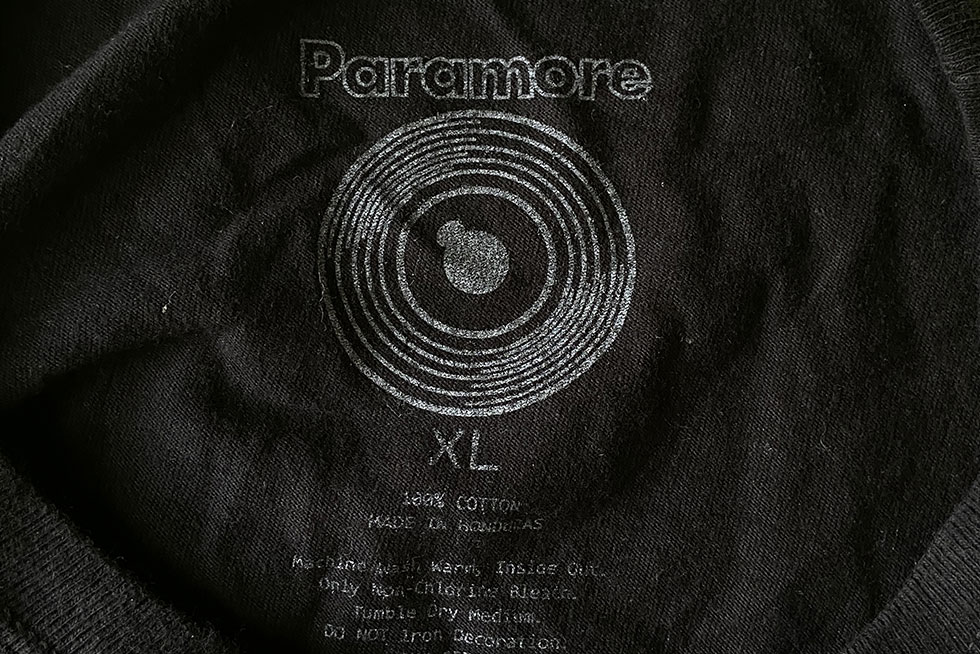 Paramore
XL
100% COTTON
MADE IN HONDURAS
Machine Wash Warm, Inside Out.
Only Non-Chlorine Bleach.
Tumble Dry Medium.
DO NOT Iron Decoration.